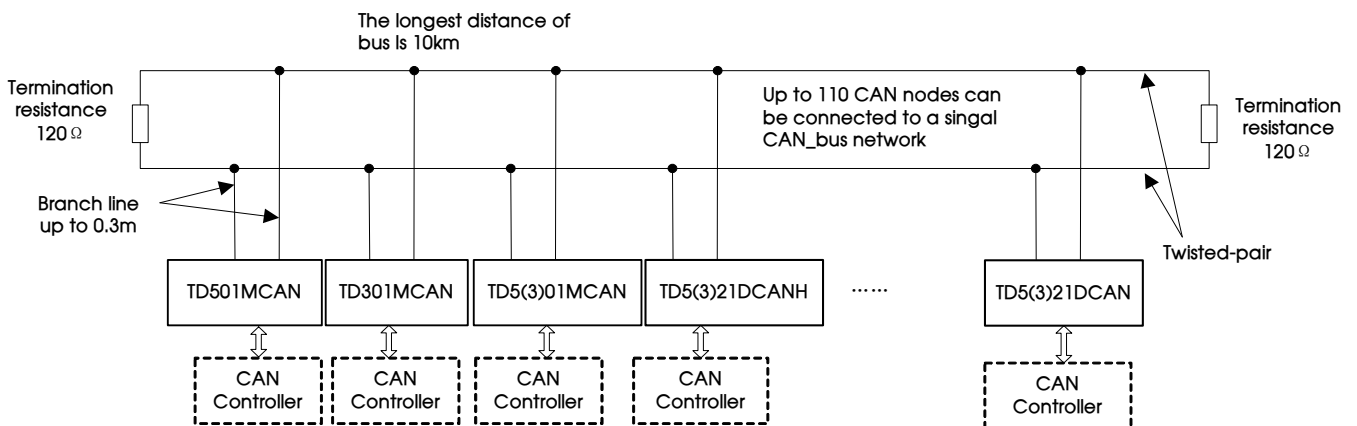 The longest distance of
bus is 10km
Termination
resistance
120Ω
Up to 110 CAN nodes can
be connected to a singal
CAN_bus network
Termination
resistance
120Ω
Branch line
up to 0.3m
Twisted-pair
TD501MCAN
TD301MCAN
TD5(3)01MCAN
TD5(3)21DCANH
……
TD5(3)21DCAN
CAN
Controller
CAN
Controller
CAN
Controller
CAN
Controller
CAN
Controller